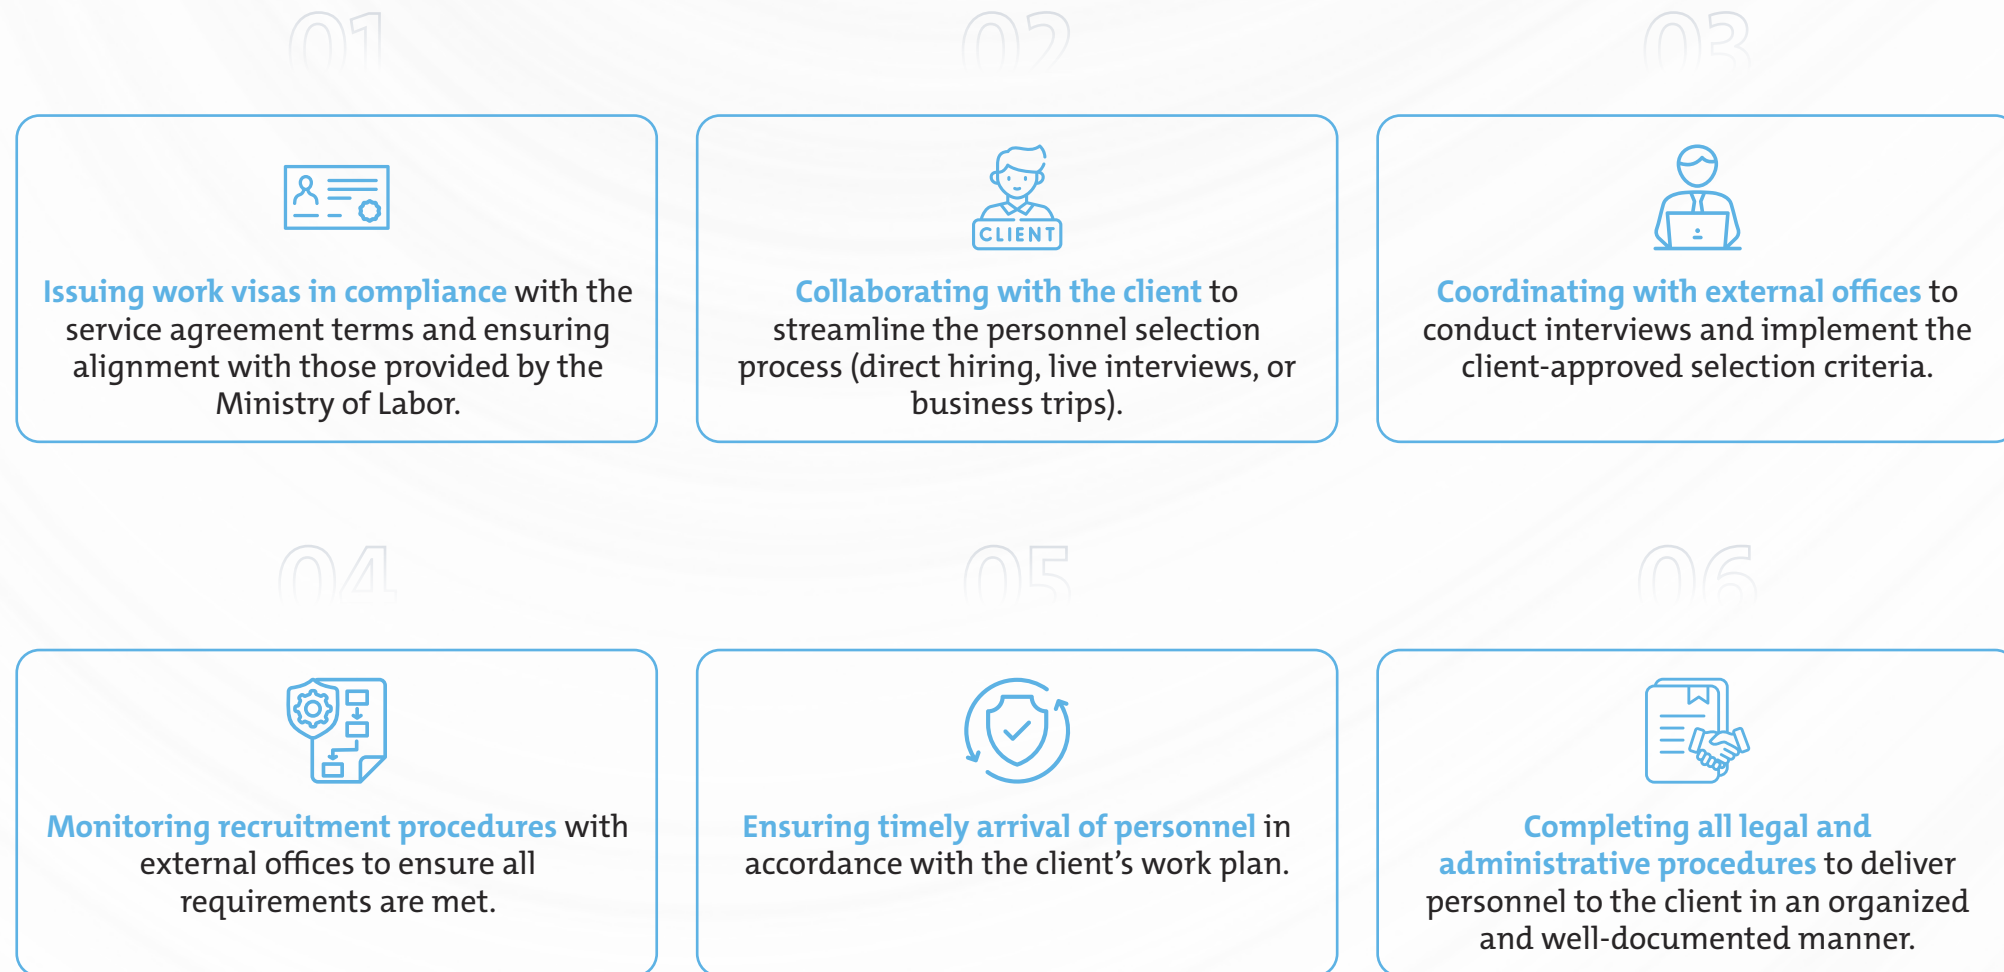 01
02
03
CLIENT
Issuing work visas in compliance with the
service agreement terms and ensuring
alignment with those provided by the
Ministry of Labor.
Collaborating with the client to
streamline the personnel selection
process (direct hiring, live interviews, or
business trips).
Coordinating with external offices to
conduct interviews and implement the
client-approved selection criteria.
04
05
06
Monitoring recruitment procedures with
external offices to ensure all
requirements are met.
Ensuring timely arrival of personnel in
accordance with the client’s work plan.
Completing all legal and
administrative procedures to deliver
personnel to the client in an organized
and well-documented manner.